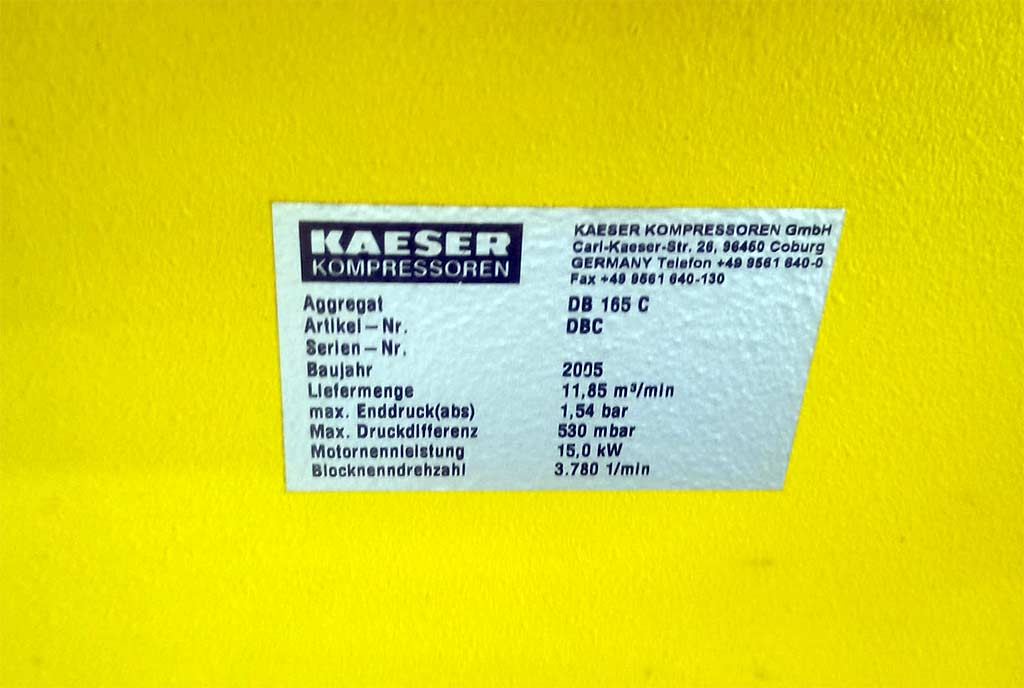 KAESER
KOMPRESSOREN
KAESER KOMPRESSOREN GmbH
Carl-Kaeser-Str. 26, 96450 Coburg
GERMANY Telefon +49 9561 640-0
Fax +49 9561 640-130
Aggregat DB 165 C
Artikel-Nr. DBC
Serien-Nr.
Baujahr 2005
Liefermenge 11,85 m³/min
max. Enddruck(abs) 1,54 bar
Max. Druckdifferenz 530 mbar
Motornennleistung 15,0 kW
Blocknenndrehzahl 3.780 1/min